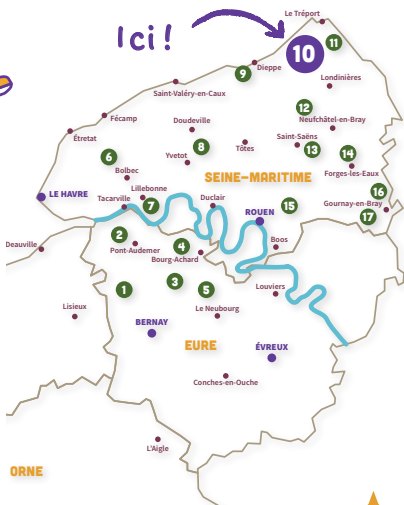 Ici !
Le Tréport
10
11
9
Dieppe
Londinières
Saint-Valéry-en-Caux
12
Fécamp
Doudeville
Neufchâtel-en-Bray
Étretat
Saint-Saëns
8
Tôtes
13
14
6
Yvetot
Bolbec
SEINE-MARITIME
Forges-les-Eaux
Lillebonne
16
LE HAVRE
Tacarville
7
Duclair
15
Gournay-en-Bray
ROUEN
17
2
Deauville
Pont-Audemer
4
Boos
Bourg-Achard
3
1
5
Louviers
Lisieux
Le Neubourg
BERNAY
EURE
ÉVREUX
Conches-en-Ouche
L'Aigle
ORNE